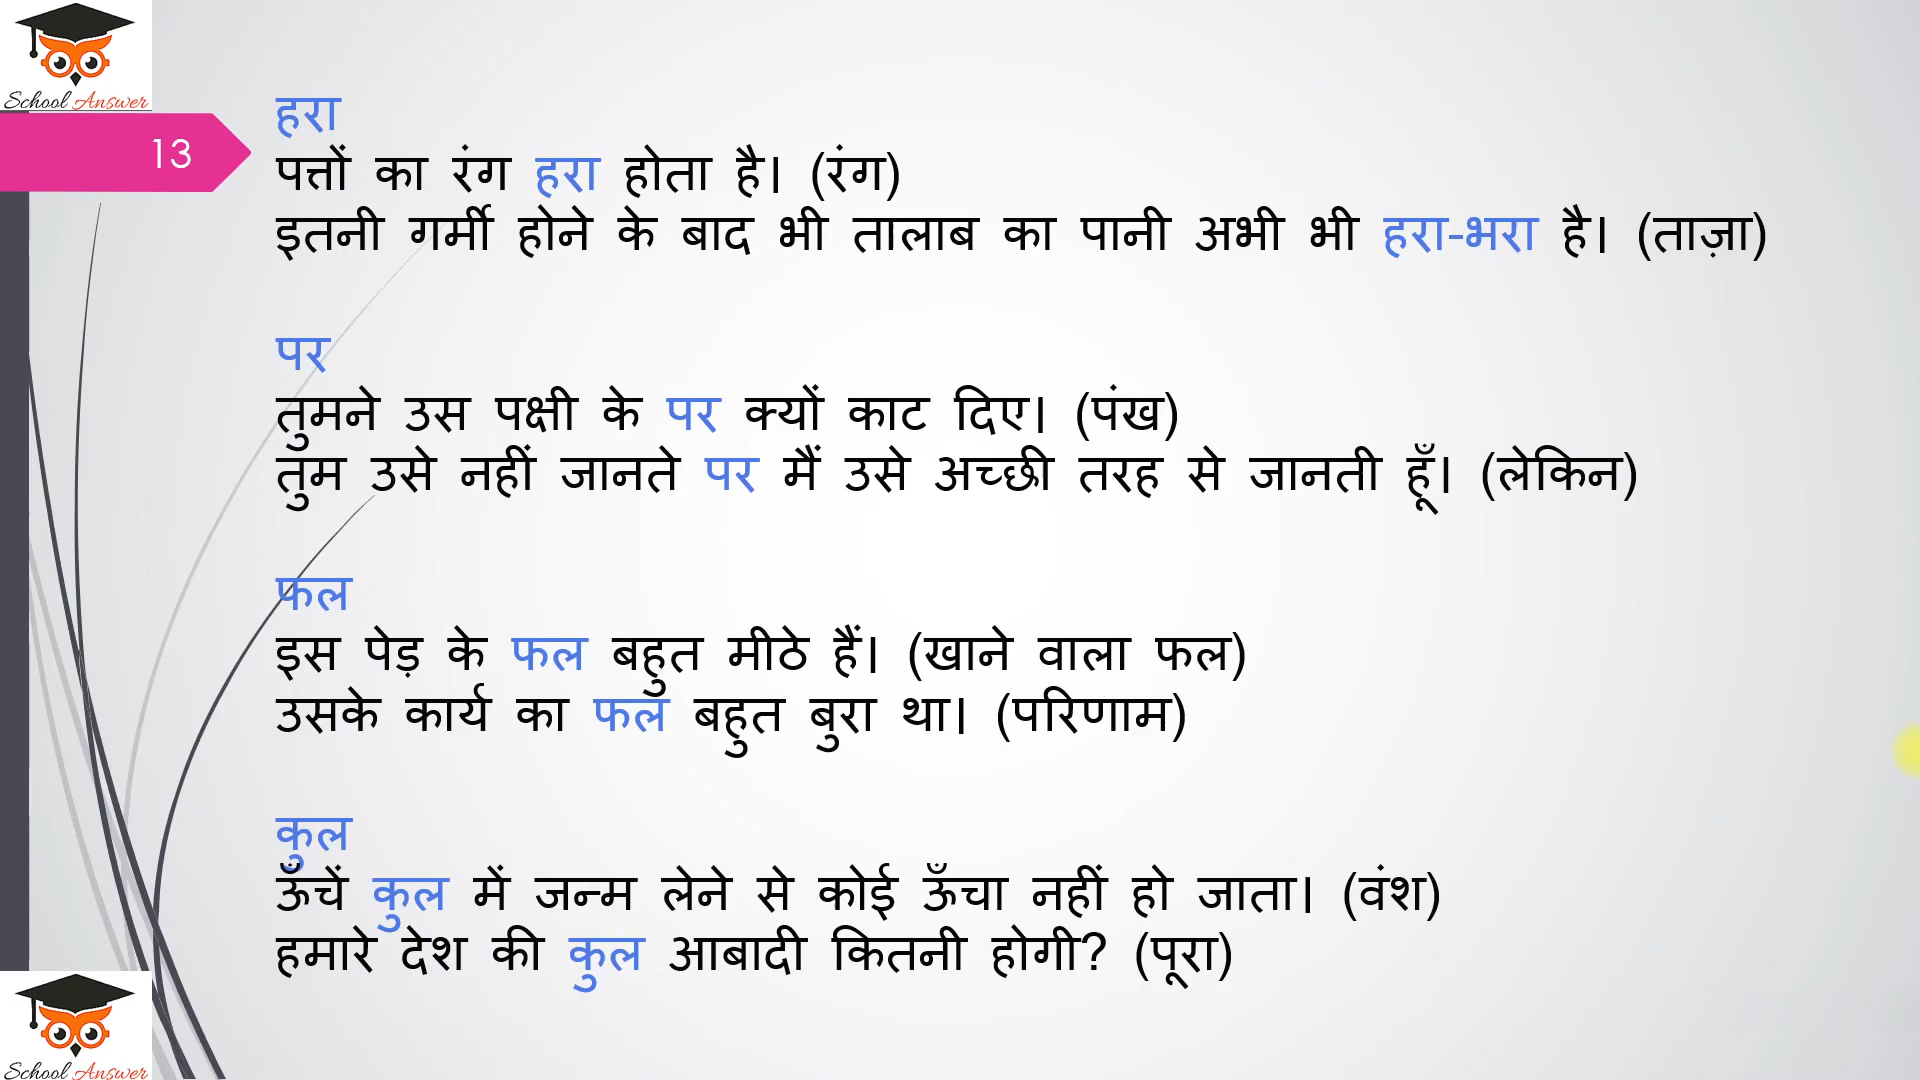 School Answer
13
हरा
पत्तों का रंग हरा होता है। (रंग)
इतनी गर्मी होने के बाद भी तालाब का पानी अभी भी हरा-भरा है। (ताज़ा)
पर
तुमने उस पक्षी के पर क्यों काट दिए। (पंख)
तुम उसे नहीं जानते पर मैं उसे अच्छी तरह से जानती हूँ। (लेकिन)
फल
इस पेड़ के फल बहुत मीठे हैं। (खाने वाला फल)
उसके कार्य का फल बहुत बुरा था। (परिणाम)
कुल
ऊँचें कुल में जन्म लेने से कोई ऊँचा नहीं हो जाता। (वंश)
हमारे देश की कुल आबादी कितनी होगी? (पूरा)
School Answer